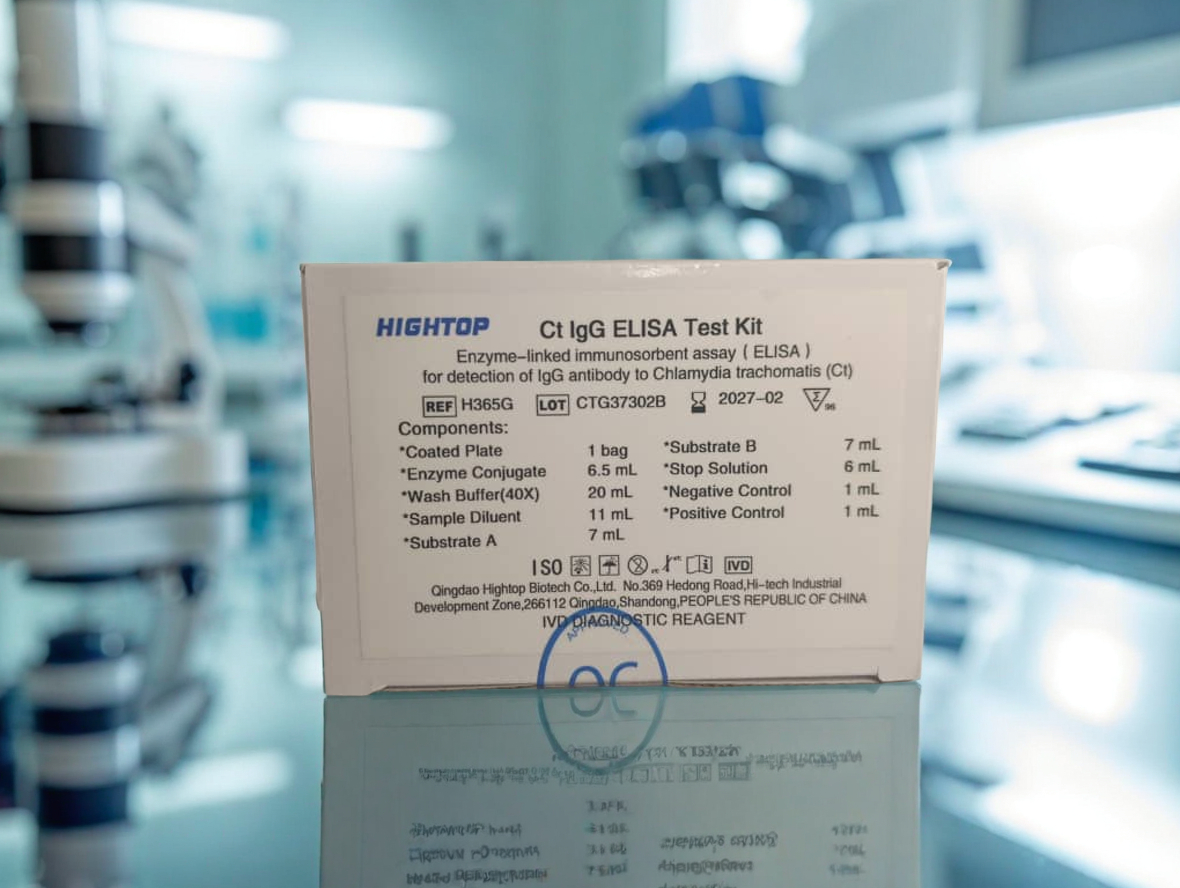 HIGHTOP Ct IgG ELISA Test Kit
Enzyme-linked immunosorbent assay ( ELISA )
for detection of IgG antibody to Chlamydia trachomatis (Ct)
REF H365G LOT CTG37302B 2027-02 Σ 96
Components:
*Coated Plate 1 bag *Substrate B 7 mL
*Enzyme Conjugate 6.5 mL *Stop Solution 6 mL
*Wash Buffer(40X) 20 mL *Negative Control 1 mL
*Sample Diluent 11 mL *Positive Control 1 mL
*Substrate A 7 mL
ISO IVD
Qingdao Hightop Biotech Co.,Ltd. No.369 Hedong Road,Hi-tech Industrial
Development Zone,266112 Qingdao,Shandong,PEOPLE'S REPUBLIC OF CHINA
IVD DIAGNOSTIC REAGENT
APPROVED
QC